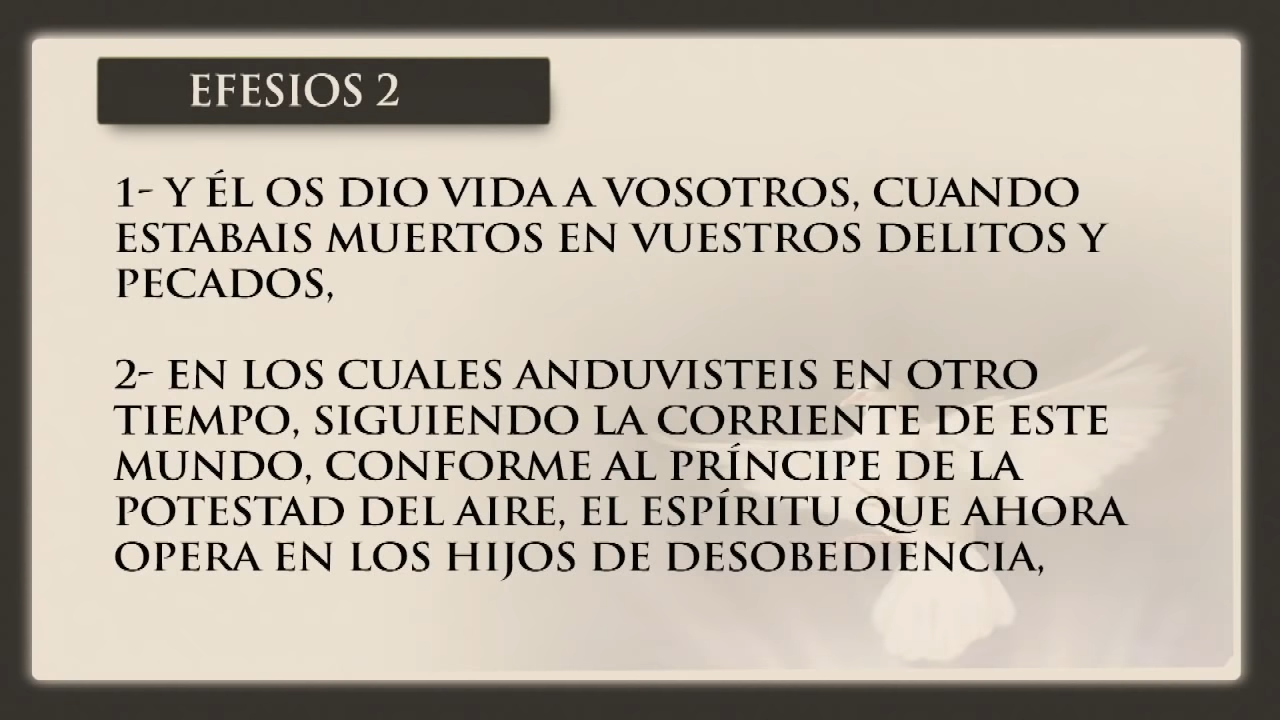 EFESIOS 2
1- Y ÉL OS DIO VIDA A VOSOTROS, CUANDO
ESTABAIS MUERTOS EN VUESTROS DELITOS Y
PECADOS,
2- EN LOS CUALES ANDUVISTEIS EN OTRO
TIEMPO, SIGUIENDO LA CORRIENTE DE ESTE
MUNDO, CONFORME AL PRÍNCIPE DE LA
POTESTAD DEL AIRE, EL ESPÍRITU QUE AHORA
OPERA EN LOS HIJOS DE DESOBEDIENCIA,